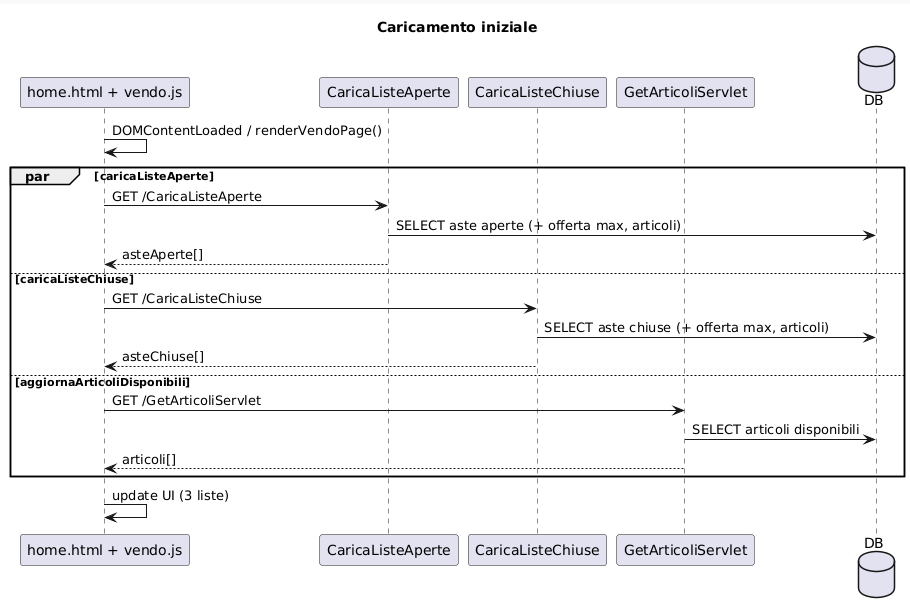 Caricamento iniziale
home.html + vendo.js
CaricaListeAperte
CaricaListeChiuse
GetArticoliServlet
DB
DOMContentLoaded / renderVendoPage()
par
[caricaListeAperte]
GET /CaricaListeAperte
SELECT aste aperte (+ offerta max, articoli)
asteAperte[]
[caricaListeChiuse]
GET /CaricaListeChiuse
SELECT aste chiuse (+ offerta max, articoli)
asteChiuse[]
[aggiornaArticoliDisponibili]
GET /GetArticoliServlet
SELECT articoli disponibili
articoli[]
update UI (3 liste)
home.html + vendo.js
CaricaListeAperte
CaricaListeChiuse
GetArticoliServlet
DB